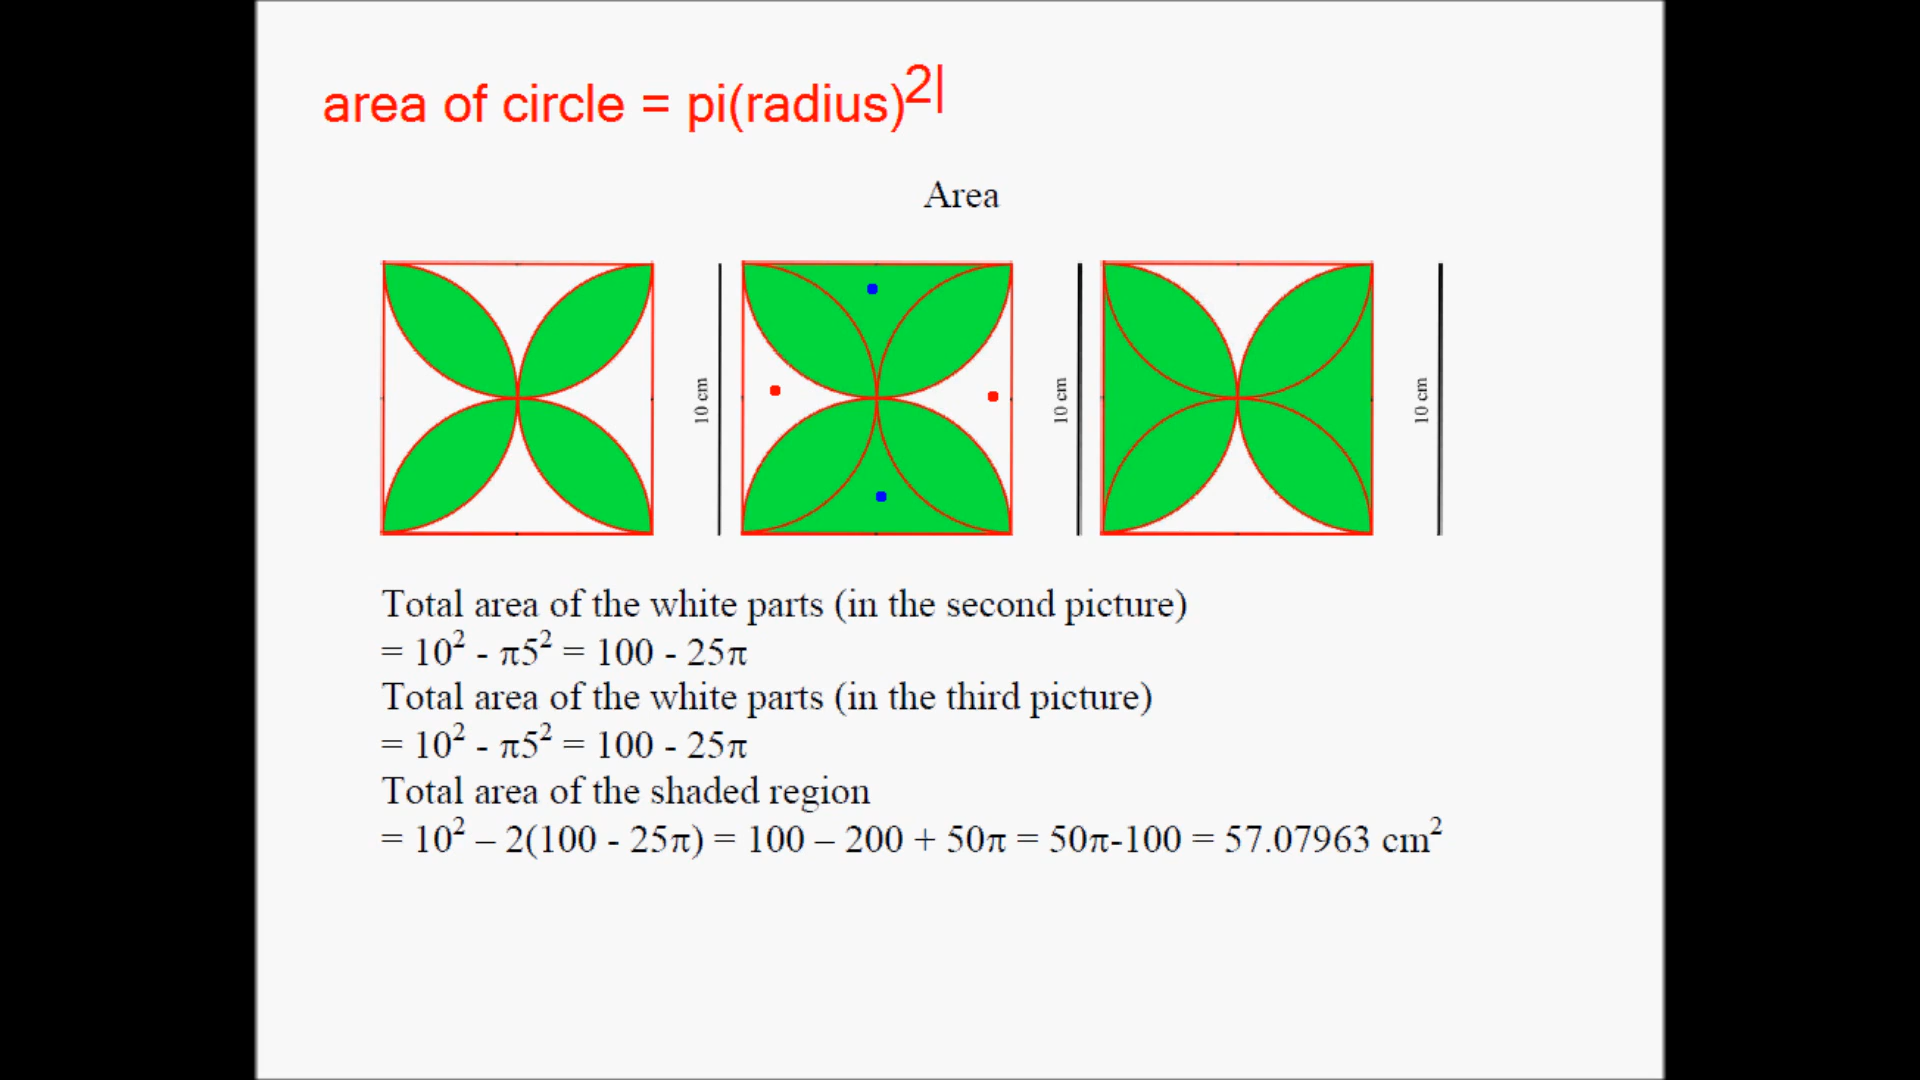 area of circle = pi(radius)^2|
Area
10 cm
10 cm
10 cm
Total area of the white parts (in the second picture)
= 10² - π5² = 100 - 25π
Total area of the white parts (in the third picture)
= 10² - π5² = 100 - 25π
Total area of the shaded region
= 10² – 2(100 - 25π) = 100 – 200 + 50π = 50π-100 = 57.07963 cm²